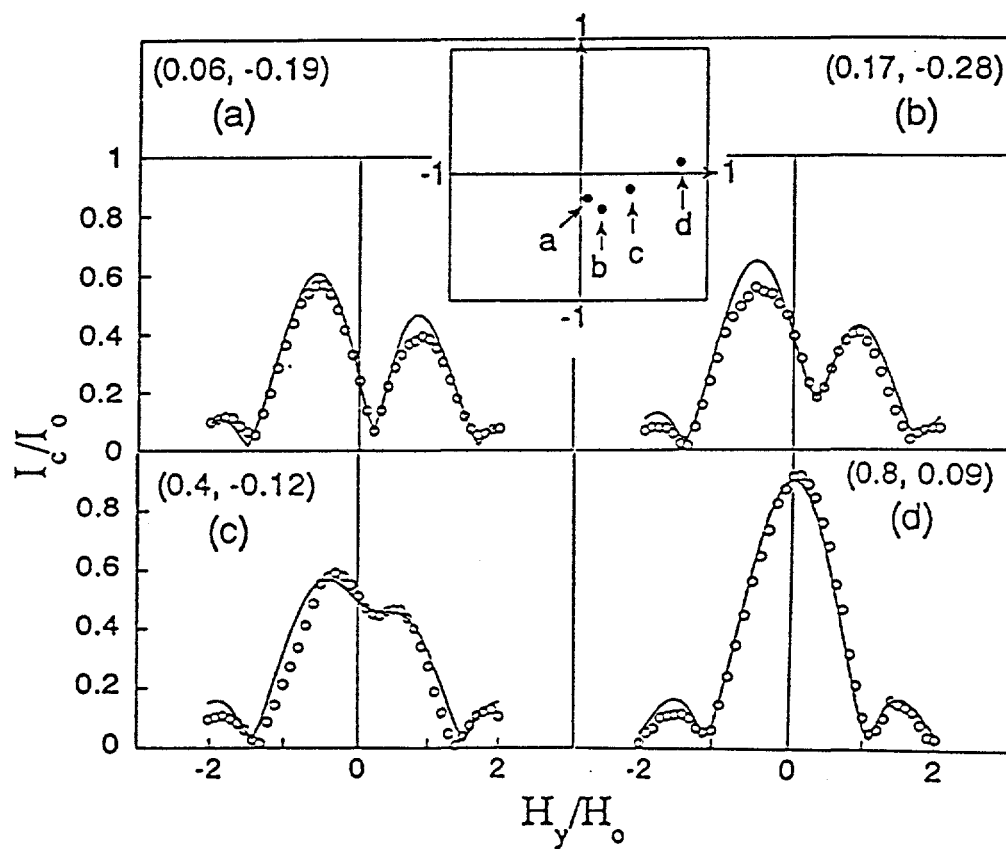 1
(0.06, -0.19)
(a)
(0.17, -0.28)
(b)
-1
1
a
b
c
d
-1
1
0.8
0.6
0.4
0.2
0
I_c/I_o
(0.4, -0.12)
(c)
(0.8, 0.09)
(d)
0.8
0.6
0.4
0.2
0
-2
0
2
-2
0
2
H_y/H_o